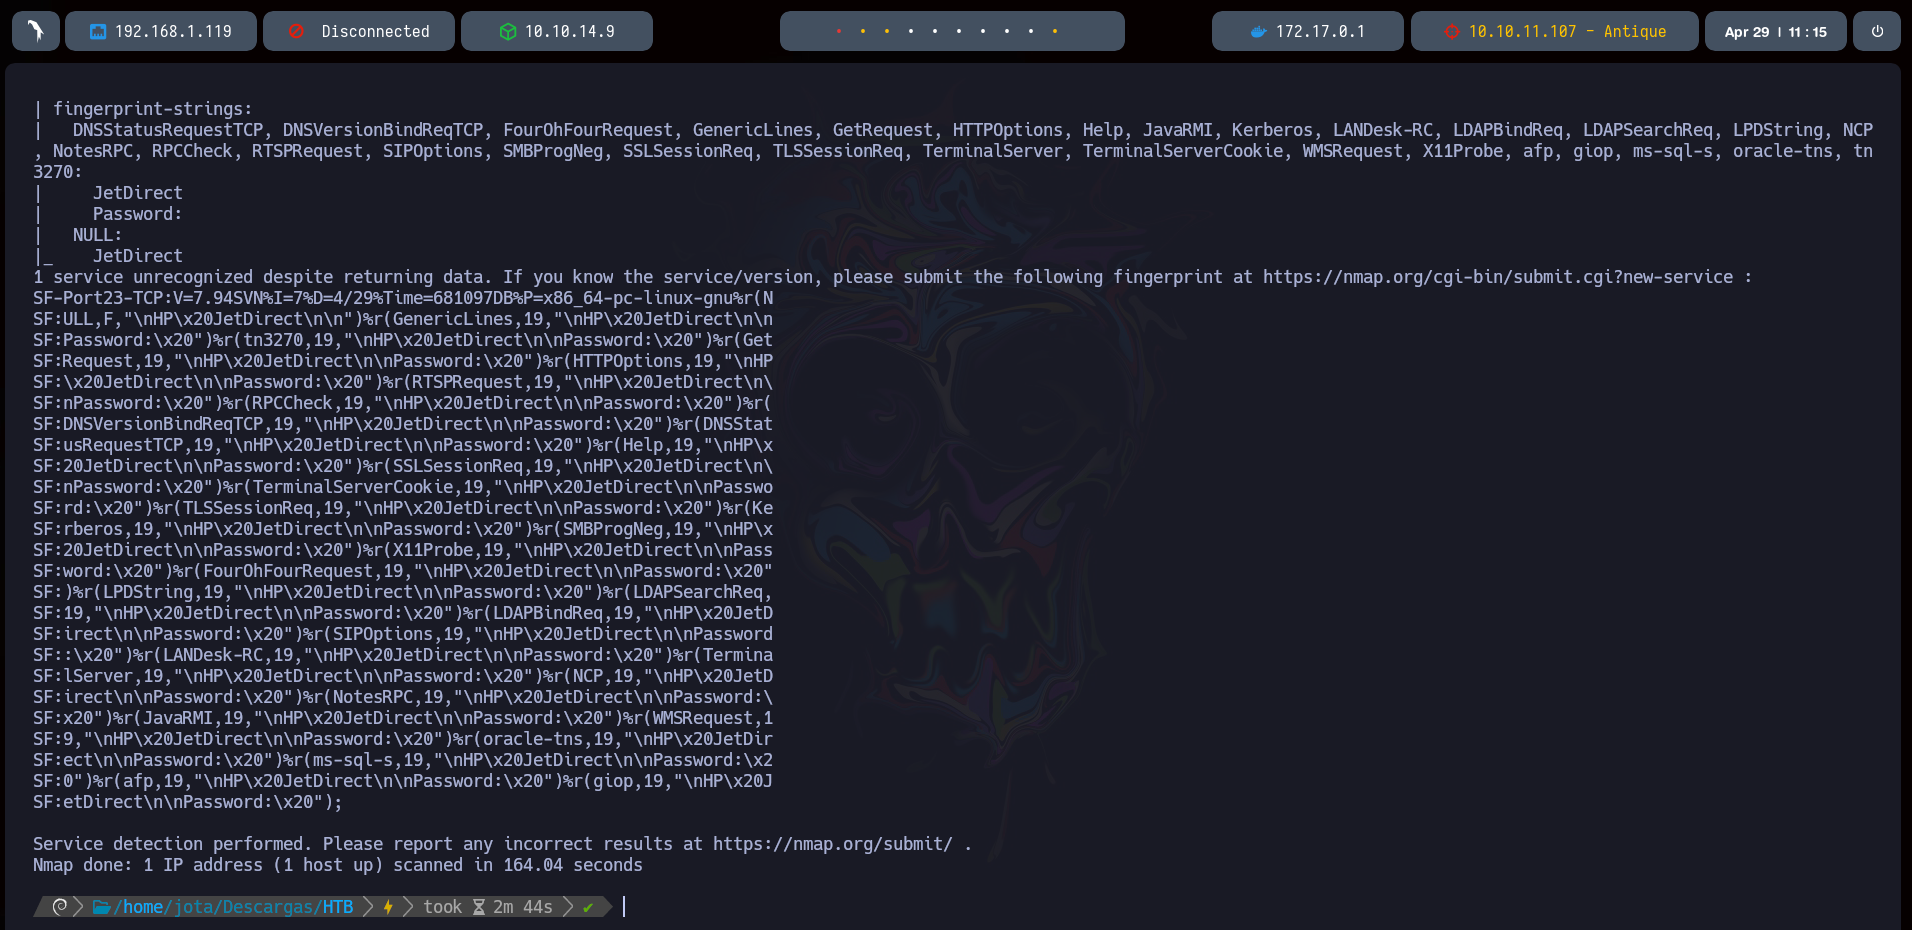 192.168.1.119 Disconnected 10.10.14.9 172.17.0.1 10.10.11.107 - Antique Apr 29 | 11:15
| fingerprint-strings:
|   DNSStatusRequestTCP, DNSVersionBindReqTCP, FourOhFourRequest, GenericLines, GetRequest, HTTPOptions, Help, JavaRMI, Kerberos, LANDesk-RC, LDAPBindReq, LDAPSearchReq, LPDString, NCP
, NotesRPC, RPCCheck, RTSPRequest, SIPOptions, SMBProgNeg, SSLSessionReq, TLSSessionReq, TerminalServer, TerminalServerCookie, WMSRequest, X11Probe, afp, giop, ms-sql-s, oracle-tns, tn
3270:
|     JetDirect
|     Password:
|   NULL:
|_    JetDirect
1 service unrecognized despite returning data. If you know the service/version, please submit the following fingerprint at https://nmap.org/cgi-bin/submit.cgi?new-service :
SF-Port23-TCP:V=7.94SVN%I=7%D=4/29%Time=681097DB%P=x86_64-pc-linux-gnu%r(N
SF:ULL,F,"\nHP\x20JetDirect\n\n")%r(GenericLines,19,"\nHP\x20JetDirect\n\n
SF:Password:\x20")%r(tn3270,19,"\nHP\x20JetDirect\n\nPassword:\x20")%r(Get
SF:Request,19,"\nHP\x20JetDirect\n\nPassword:\x20")%r(HTTPOptions,19,"\nHP
SF:\x20JetDirect\n\nPassword:\x20")%r(RTSPRequest,19,"\nHP\x20JetDirect\n\
SF:nPassword:\x20")%r(RPCCheck,19,"\nHP\x20JetDirect\n\nPassword:\x20")%r(
SF:DNSVersionBindReqTCP,19,"\nHP\x20JetDirect\n\nPassword:\x20")%r(DNSStat
SF:usRequestTCP,19,"\nHP\x20JetDirect\n\nPassword:\x20")%r(Help,19,"\nHP\x
SF:20JetDirect\n\nPassword:\x20")%r(SSLSessionReq,19,"\nHP\x20JetDirect\n\
SF:nPassword:\x20")%r(TerminalServerCookie,19,"\nHP\x20JetDirect\n\nPasswo
SF:rd:\x20")%r(TLSSessionReq,19,"\nHP\x20JetDirect\n\nPassword:\x20")%r(Ke
SF:rberos,19,"\nHP\x20JetDirect\n\nPassword:\x20")%r(SMBProgNeg,19,"\nHP\x
SF:20JetDirect\n\nPassword:\x20")%r(X11Probe,19,"\nHP\x20JetDirect\n\nPass
SF:word:\x20")%r(FourOhFourRequest,19,"\nHP\x20JetDirect\n\nPassword:\x20"
SF:)%r(LPDString,19,"\nHP\x20JetDirect\n\nPassword:\x20")%r(LDAPSearchReq,
SF:19,"\nHP\x20JetDirect\n\nPassword:\x20")%r(LDAPBindReq,19,"\nHP\x20JetD
SF:irect\n\nPassword:\x20")%r(SIPOptions,19,"\nHP\x20JetDirect\n\nPassword
SF::\x20")%r(LANDesk-RC,19,"\nHP\x20JetDirect\n\nPassword:\x20")%r(Termina
SF:lServer,19,"\nHP\x20JetDirect\n\nPassword:\x20")%r(NCP,19,"\nHP\x20JetD
SF:irect\n\nPassword:\x20")%r(NotesRPC,19,"\nHP\x20JetDirect\n\nPassword:\
SF:x20")%r(JavaRMI,19,"\nHP\x20JetDirect\n\nPassword:\x20")%r(WMSRequest,1
SF:9,"\nHP\x20JetDirect\n\nPassword:\x20")%r(oracle-tns,19,"\nHP\x20JetDir
SF:ect\n\nPassword:\x20")%r(ms-sql-s,19,"\nHP\x20JetDirect\n\nPassword:\x2
SF:0")%r(afp,19,"\nHP\x20JetDirect\n\nPassword:\x20")%r(giop,19,"\nHP\x20J
SF:etDirect\n\nPassword:\x20");
Service detection performed. Please report any incorrect results at https://nmap.org/submit/ .
Nmap done: 1 IP address (1 host up) scanned in 164.04 seconds
/home/jota/Descargas/HTB took 2m 44s ✔